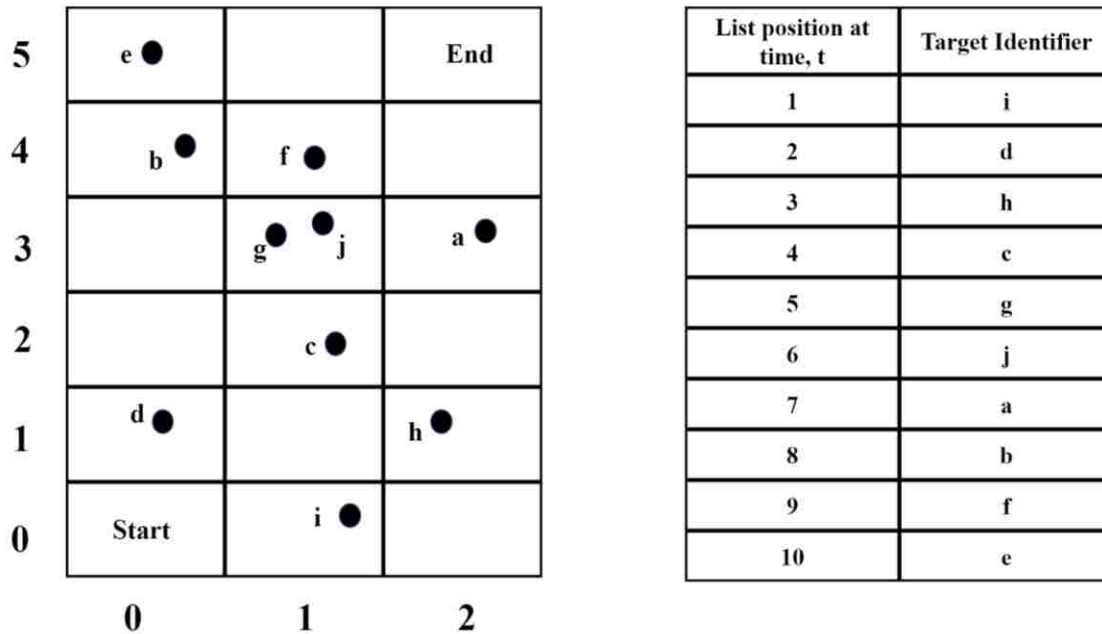 5 e End
4 b f
3 g j a
2 c
1 d h
0 Start i
0 1 2
List position at time, t Target Identifier
1 i
2 d
3 h
4 c
5 g
6 j
7 a
8 b
9 f
10 e